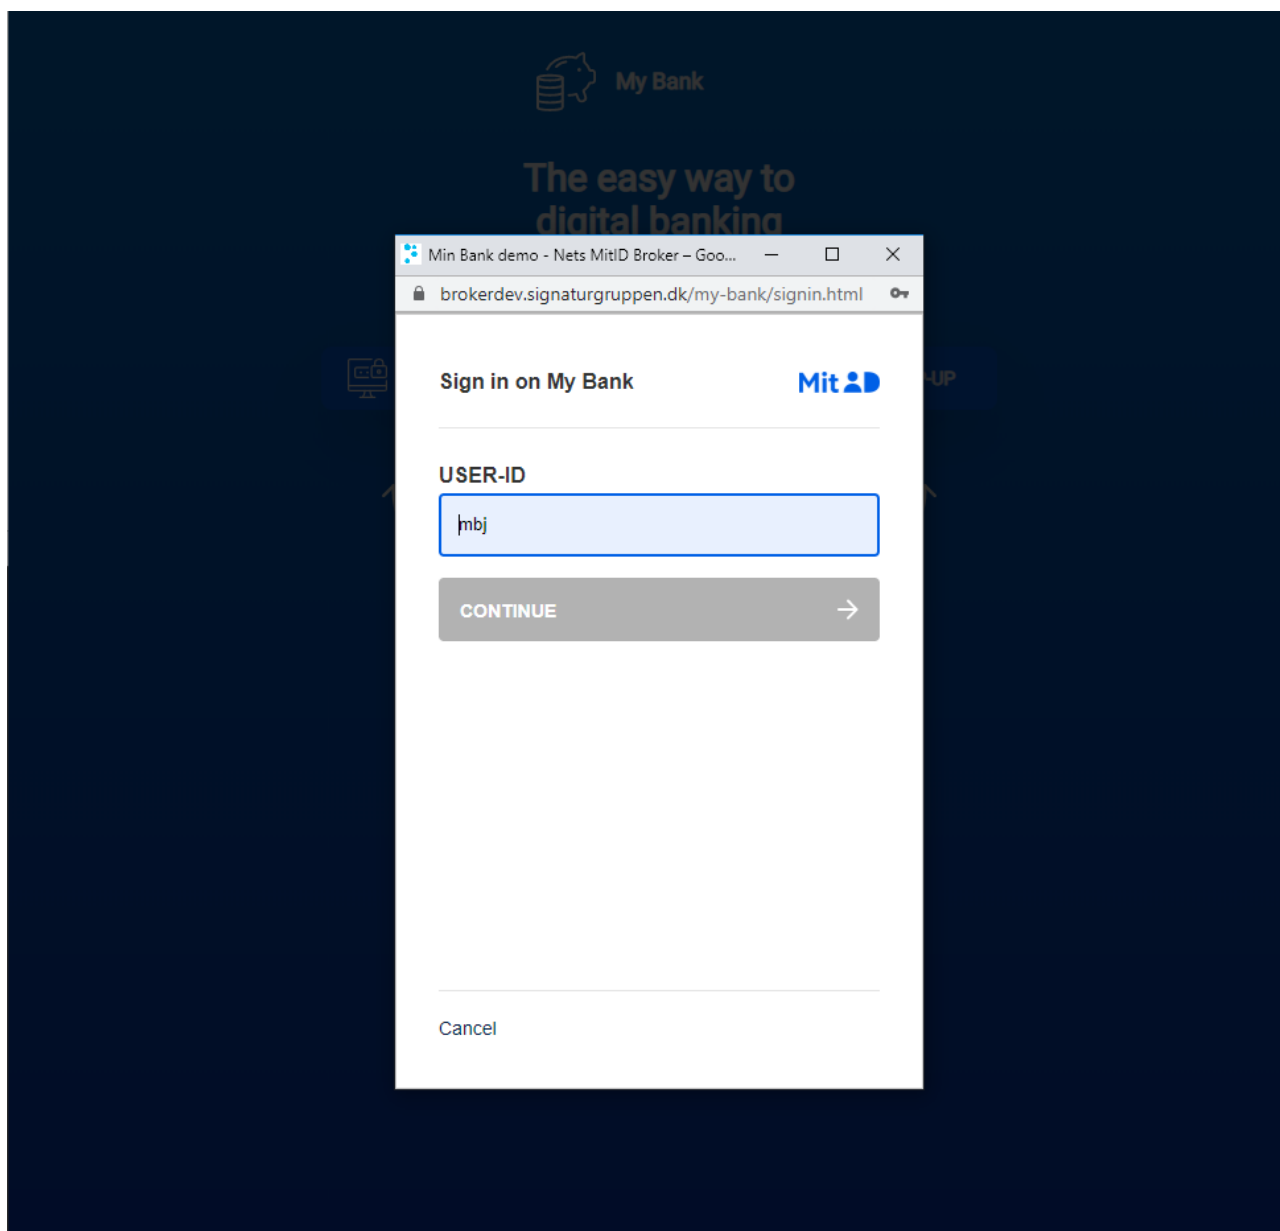 My Bank
The easy way to
digital banking
Min Bank demo - Nets MitID Broker – Goo...
brokerdev.signaturgruppen.dk/my-bank/signin.html
Sign in on My Bank
Mit D
-UP
USER-ID
mbj
CONTINUE
Cancel